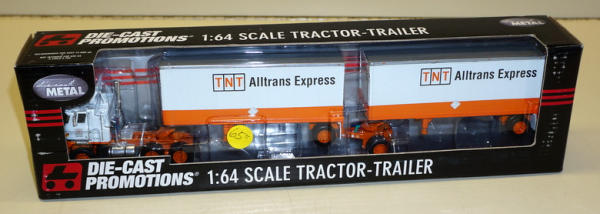 DIE-CAST
PROMOTIONS
1:64 SCALE TRACTOR-TRAILER
METAL
TNT Alltrans Express
TNT Alltrans Express
DIE-CAST
PROMOTIONS
1:64 SCALE TRACTOR-TRAILER